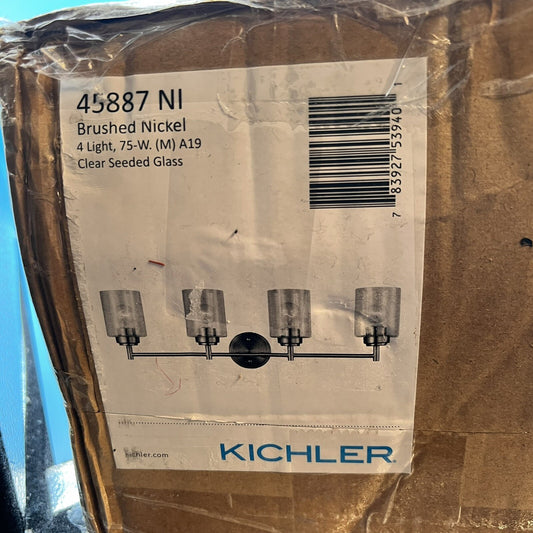 45887 NI
Brushed Nickel
4 Light, 75-W. (M) A19
Clear Seeded Glass
7 83927 53940 1
kichler.com
KICHLER